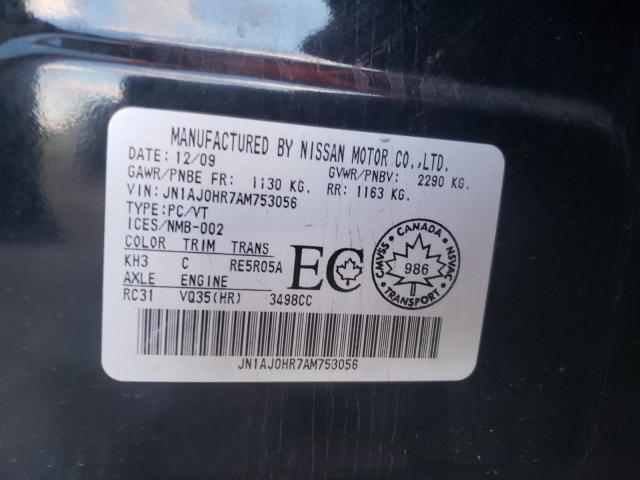 MANUFACTURED BY NISSAN MOTOR CO.,LTD.
DATE: 12/09 GVWR/PNBV: 2290 KG.
GAWR/PNBE FR: 1130 KG. RR: 1163 KG.
VIN: JN1AJ0HR7AM753056
TYPE:PC/VT
ICES/NMB-002
COLOR TRIM TRANS
KH3 C RE5R05A
AXLE ENGINE
RC31 VQ35(HR) 3498CC
EC
CANADA
CMVSS 986 NSVAC
TRANSPORT
JN1AJ0HR7AM753056